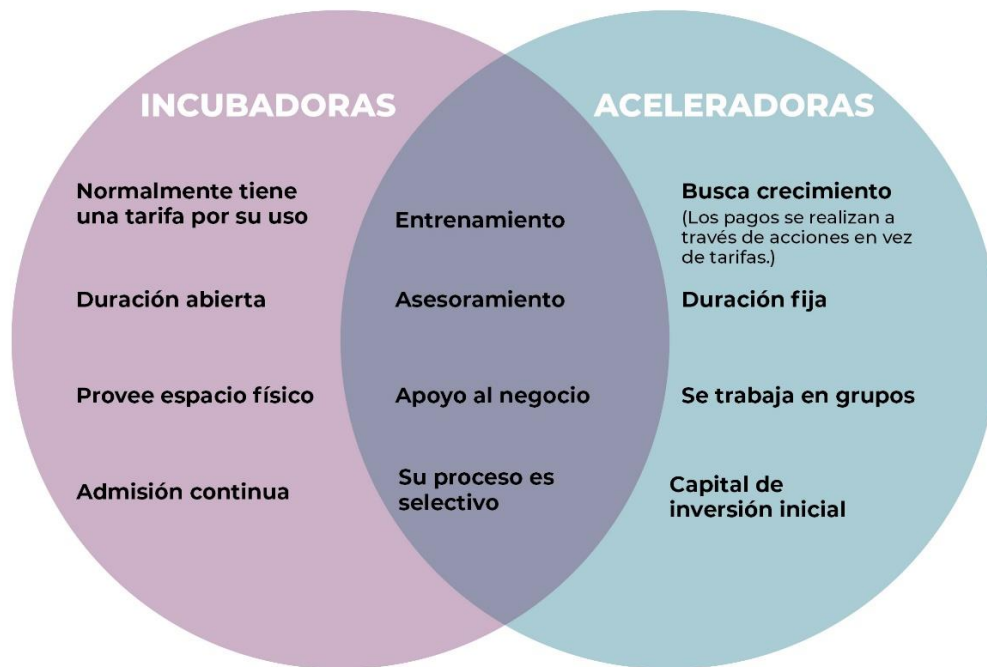 INCUBADORAS
Normalmente tiene
una tarifa por su uso
Duración abierta
Provee espacio físico
Admisión continua
Entrenamiento
Asesoramiento
Apoyo al negocio
Su proceso es
selectivo
ACELERADORAS
Busca crecimiento
(Los pagos se realizan a
través de acciones en vez
de tarifas.)
Duración fija
Se trabaja en grupos
Capital de
inversión inicial